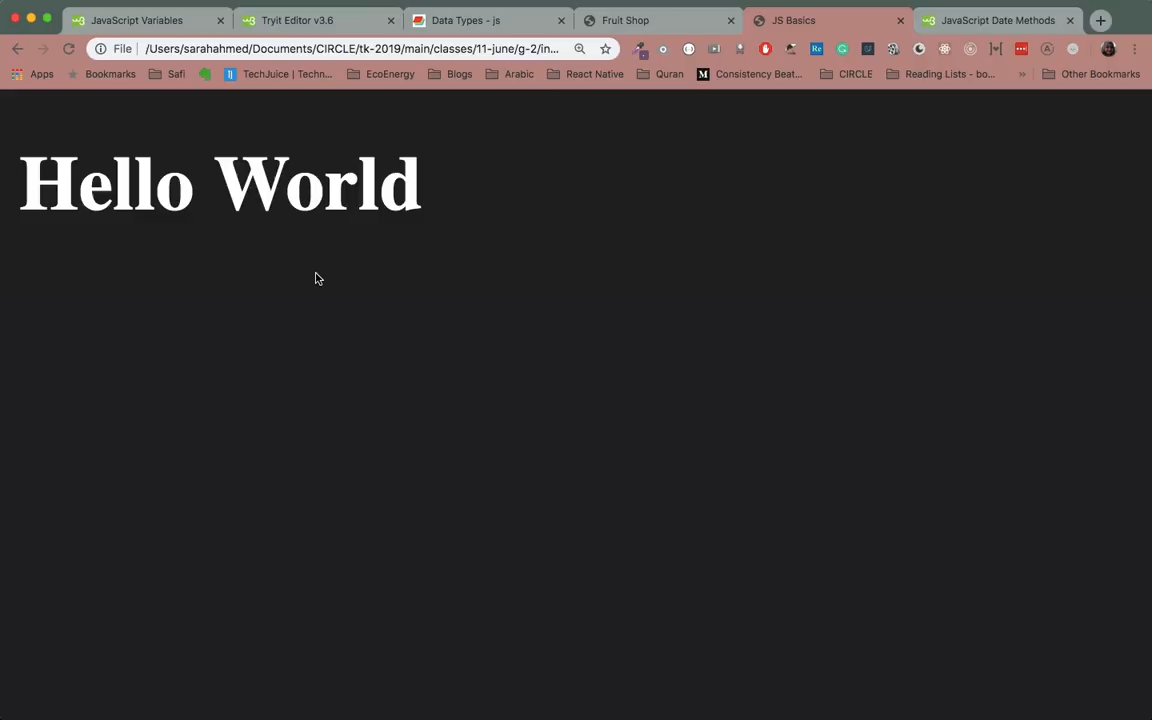 JavaScript Variables
Tryit Editor v3.6
Data Types - js
Fruit Shop
JS Basics
JavaScript Date Methods
File /Users/sarahahmed/Documents/CIRCLE/tk-2019/main/classes/11-june/g-2/in...
Apps Bookmarks Safi TechJuice | Techn... EcoEnergy Blogs Arabic React Native Quran Consistency Beat... CIRCLE Reading Lists - bo... » Other Bookmarks
Hello World